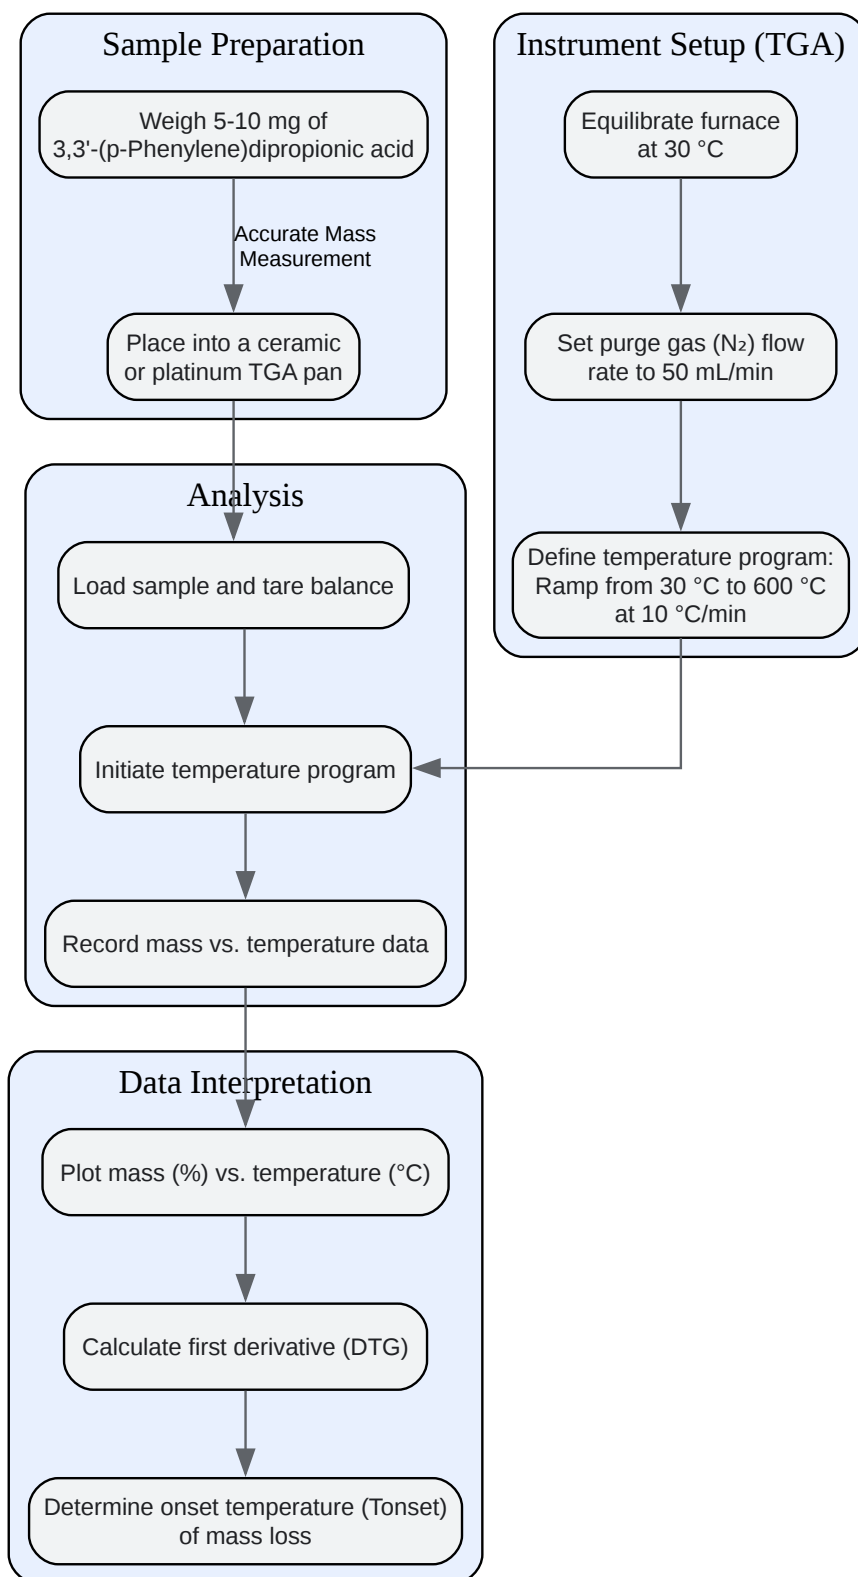 Sample Preparation
Weigh 5-10 mg of
3,3'-(p-Phenylene)dipropionic acid
Accurate Mass
Measurement
Place into a ceramic
or platinum TGA pan
Instrument Setup (TGA)
Equilibrate furnace
at 30 °C
Set purge gas (N₂) flow
rate to 50 mL/min
Define temperature program:
Ramp from 30 °C to 600 °C
at 10 °C/min
Analysis
Load sample and tare balance
Initiate temperature program
Record mass vs. temperature data
Data Interpretation
Plot mass (%) vs. temperature (°C)
Calculate first derivative (DTG)
Determine onset temperature (Tonset)
of mass loss